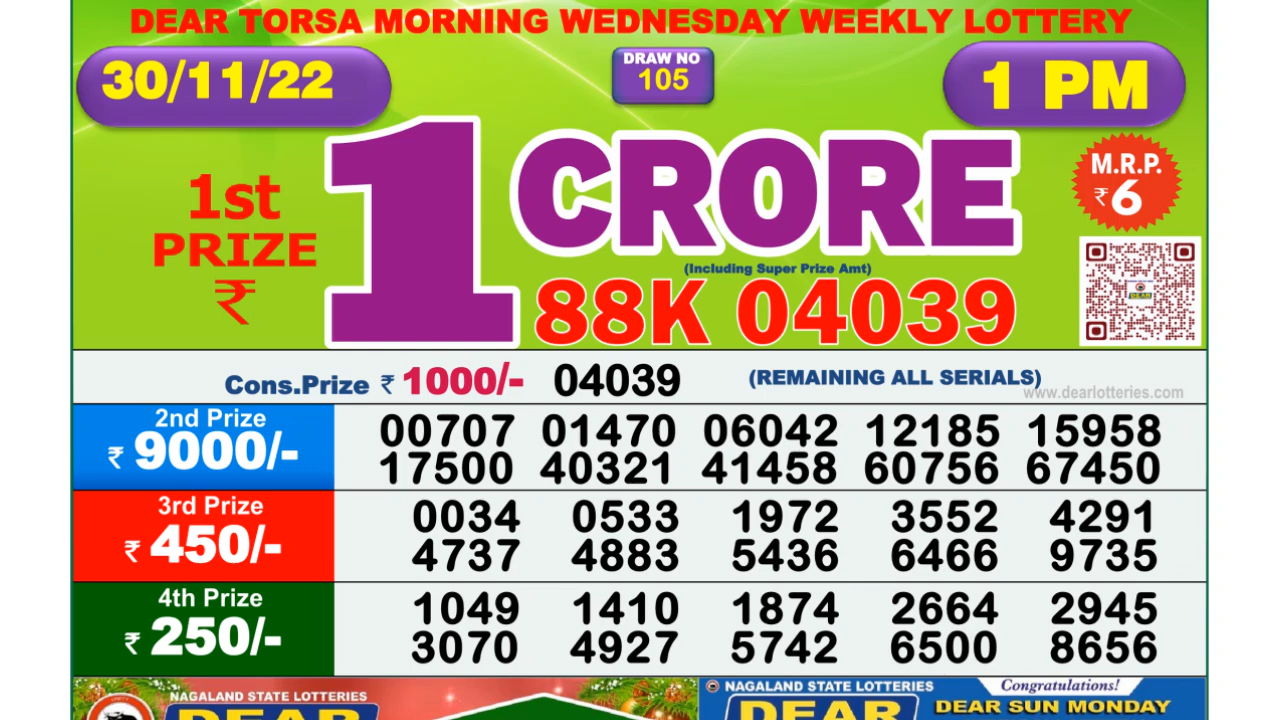 DEAR TORSA MORNING WEDNESDAY WEEKLY LOTTERY
30/11/22
DRAW NO
105
1 PM
1st
PRIZE
₹
1 CRORE
(Including Super Prize Amt)
88K 04039
M.R.P.
₹6
DEAR
Cons.Prize ₹ 1000/- 04039 (REMAINING ALL SERIALS)
www.dearlotteries.com
2nd Prize
₹ 9000/-
00707 01470 06042 12185 15958
17500 40321 41458 60756 67450
3rd Prize
₹ 450/-
0034 0533 1972 3552 4291
4737 4883 5436 6466 9735
4th Prize
₹ 250/-
1049 1410 1874 2664 2945
3070 4927 5742 6500 8656
NAGALAND STATE LOTTERIES
DEAR
NAGALAND STATE LOTTERIES
DEAR
Congratulations!
DEAR SUN MONDAY